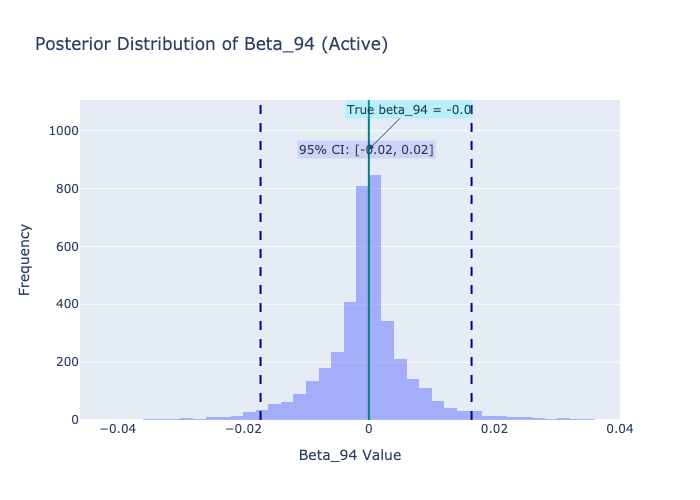 Posterior Distribution of Beta_94 (Active)
True beta_94 = -0.0
95% CI: [-0.02, 0.02]
1000
800
600
400
200
0
Frequency
−0.04
−0.02
0
0.02
0.04
Beta_94 Value